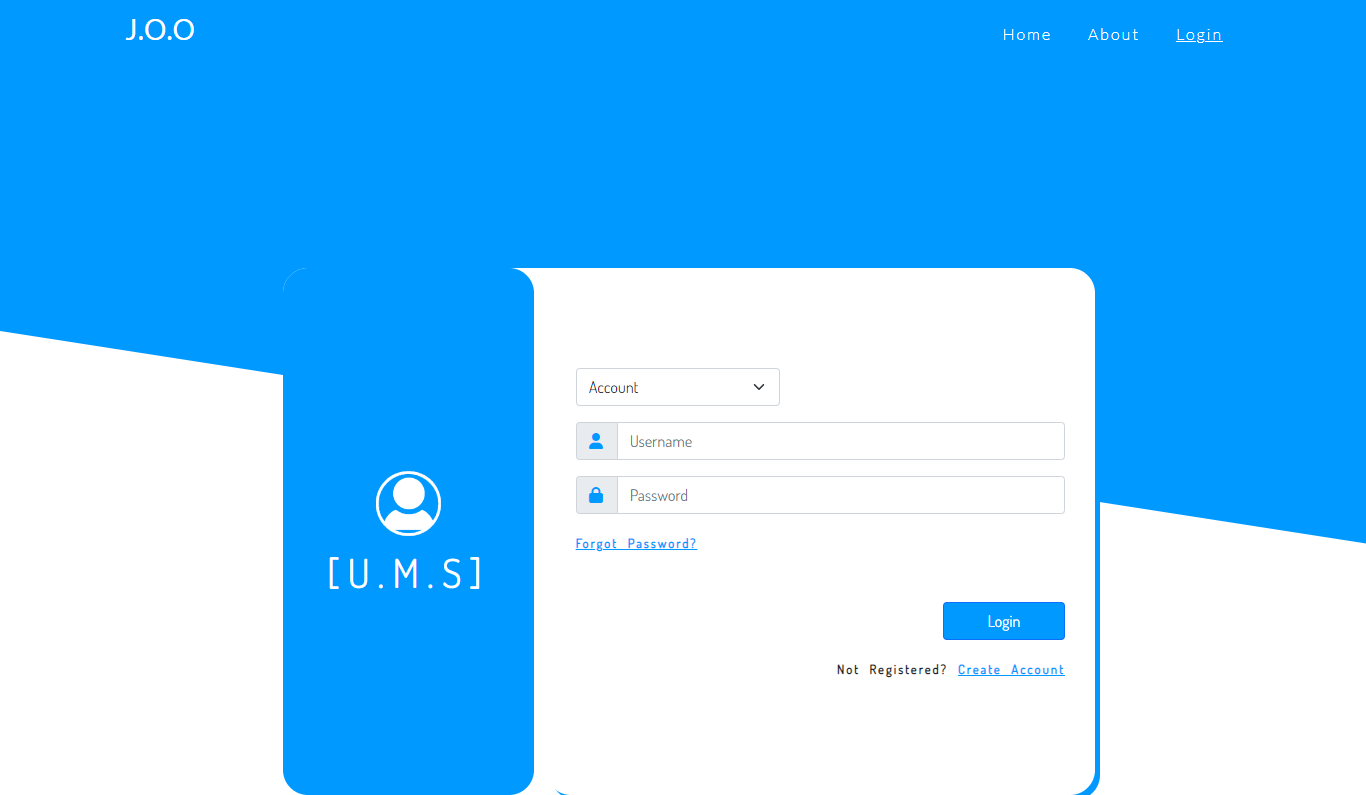 J.O.O
Home About Login
Account
Username
Password
Forgot Password?
[U.M.S]
Login
Not Registered? Create Account